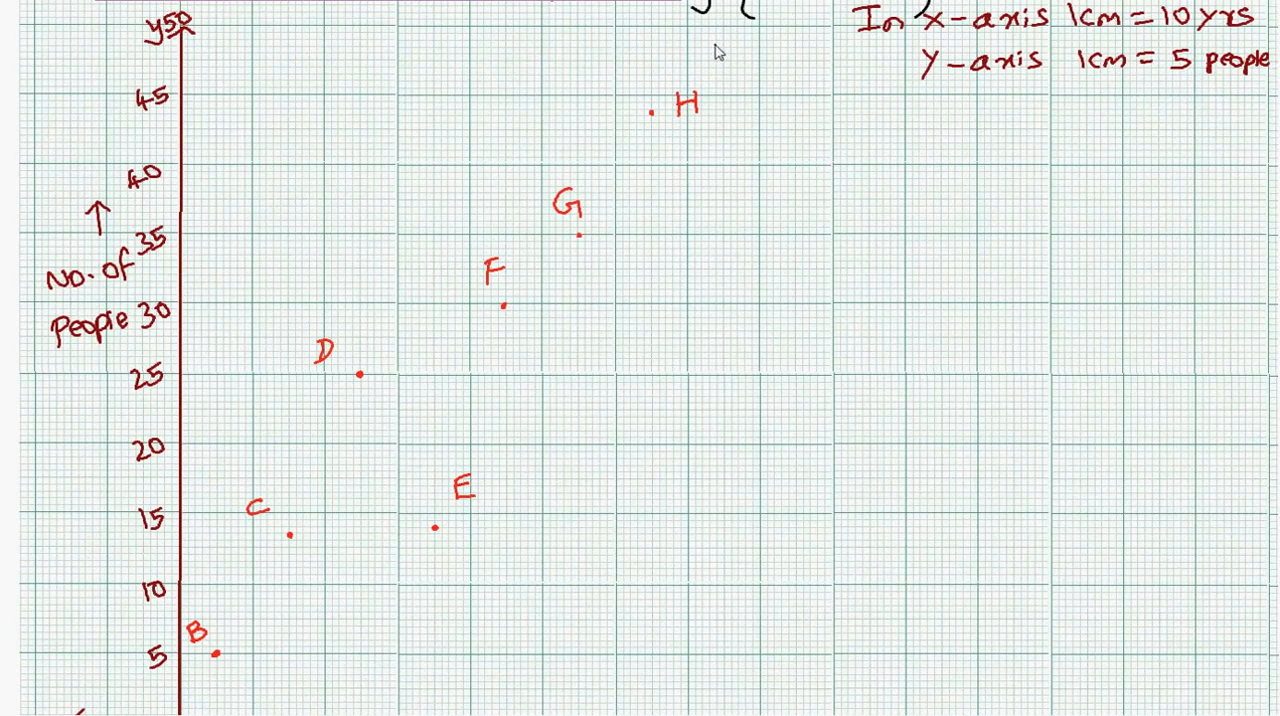 In x-axis 1cm = 10 yrs
y-axis 1cm = 5 people
y50
45
H
40
G
35
No. of
F
People 30
D
25
20
E
C
15
10
B
5